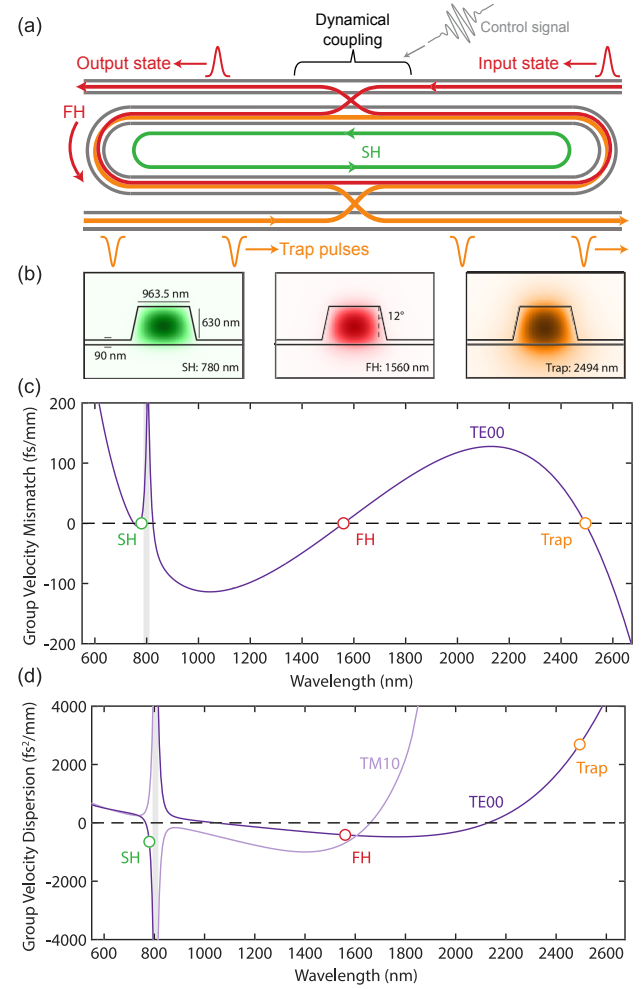 (a)
Dynamical
coupling
Control signal
Output state
Input state
FH
SH
Trap pulses
(b)
963.5 nm
630 nm
90 nm
SH: 780 nm
12°
FH: 1560 nm
Trap: 2494 nm
(c)
Group Velocity Mismatch (fs/mm)
200
100
0
-100
-200
TE00
SH
FH
Trap
600 800 1000 1200 1400 1600 1800 2000 2200 2400 2600
Wavelength (nm)
(d)
Group Velocity Dispersion (fs²/mm)
4000
2000
0
-2000
-4000
TM10
TE00
Trap
SH
FH
600 800 1000 1200 1400 1600 1800 2000 2200 2400 2600
Wavelength (nm)